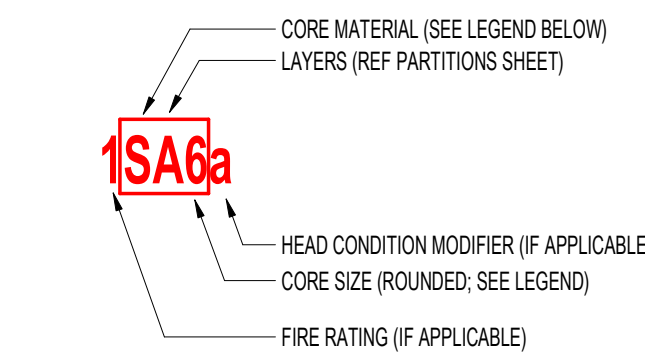 CORE MATERIAL (SEE LEGEND BELOW)
LAYERS (REF PARTITIONS SHEET)
1SA6a
HEAD CONDITION MODIFIER (IF APPLICABLE
CORE SIZE (ROUNDED; SEE LEGEND)
FIRE RATING (IF APPLICABLE)